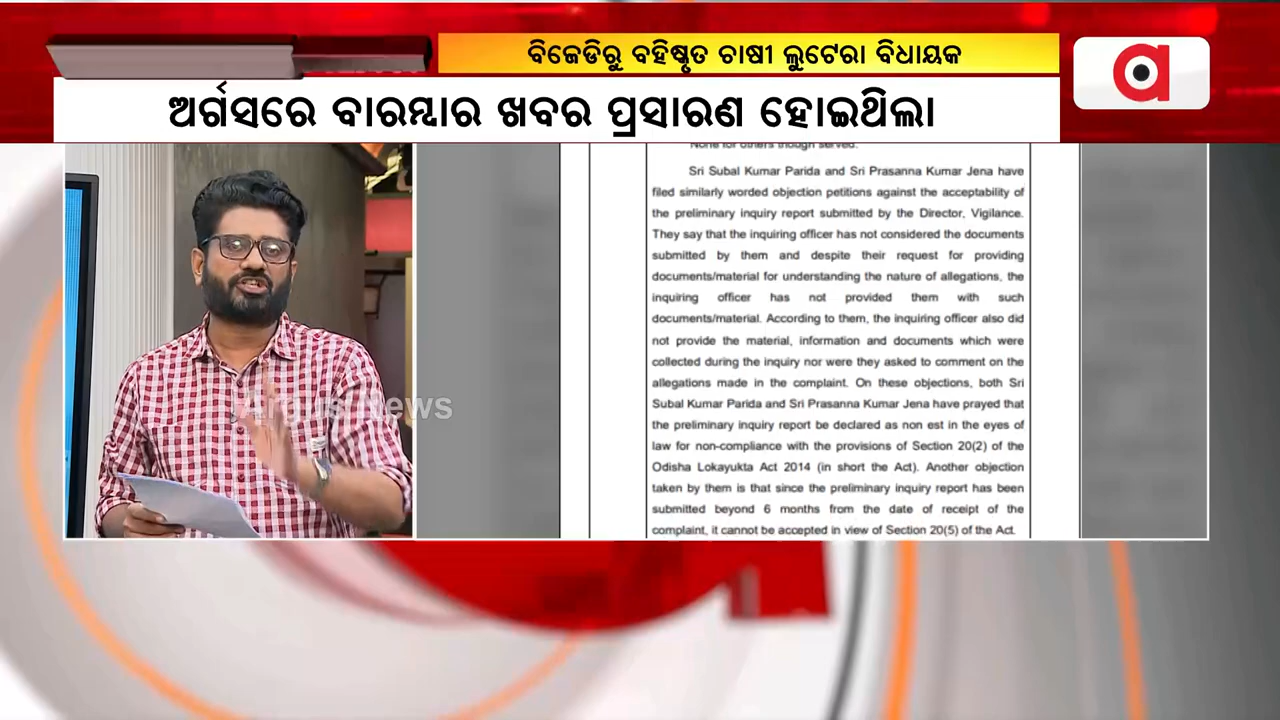 ବିଜେଡିରୁ ବହିଷ୍କୃତ ଚାଷୀ ଲୁଟେରା ବିଧାୟକ
ଅର୍ଗସରେ ବାରମ୍ବାର ଖବର ପ୍ରସାରଣ ହୋଇଥିଲା
a
None for others though served.
Sri Subal Kumar Parida and Sri Prasanna Kumar Jena have
filed similarly worded objection petitions against the acceptability of
the preliminary inquiry report submitted by the Director, Vigilance.
They say that the inquiring officer has not considered the documents
submitted by them and despite their request for providing
documents/material for understanding the nature of allegations, the
inquiring officer has not provided them with such
documents/material. According to them, the inquiring officer also did
not provide the material, information and documents which were
collected during the inquiry nor were they asked to comment on the
allegations made in the complaint. On these objections, both Sri
Subal Kumar Parida and Sri Prasanna Kumar Jena have prayed that
the preliminary inquiry report be declared as non est in the eyes of
law for non-compliance with the provisions of Section 20(2) of the
Odisha Lokayukta Act 2014 (in short the Act). Another objection
taken by them is that since the preliminary inquiry report has been
submitted beyond 6 months from the date of receipt of the
complaint, it cannot be accepted in view of Section 20(5) of the Act.
Argus News